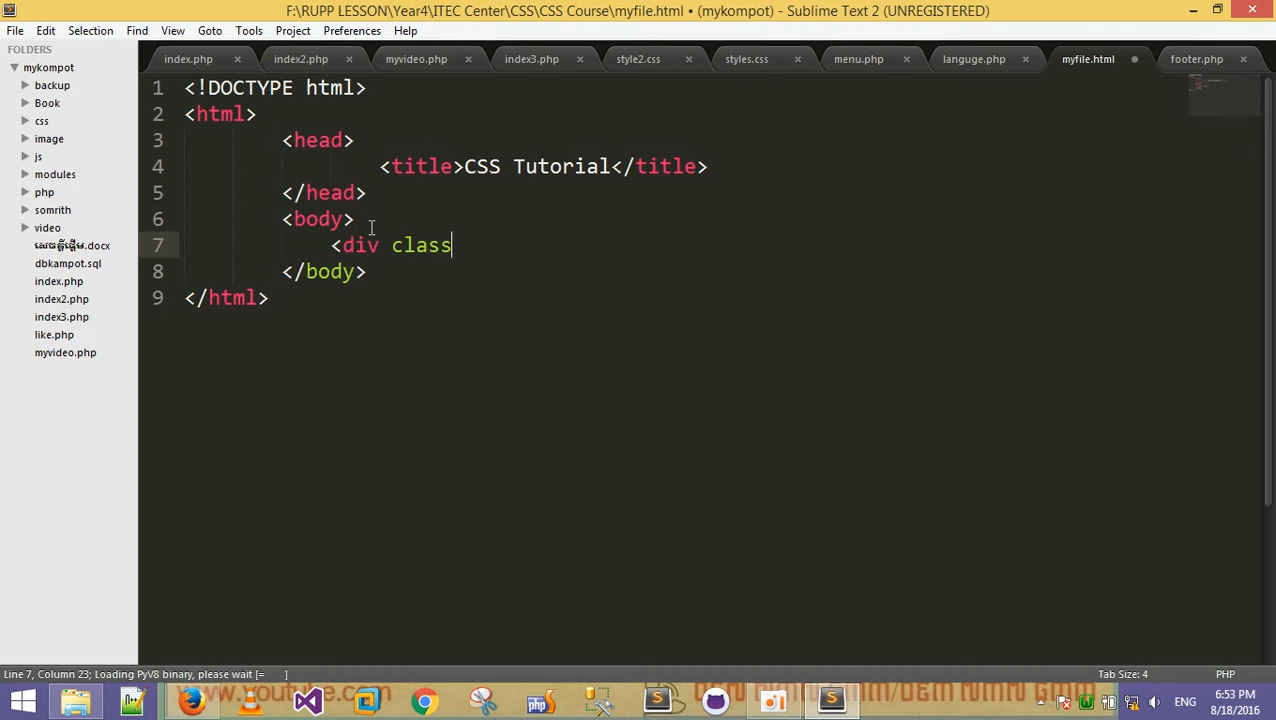 F:\RUPP LESSON\Year4\ITEC Center\CSS\CSS Course\myfile.html • (mykompot) - Sublime Text 2 (UNREGISTERED)
File Edit Selection Find View Goto Tools Project Preferences Help
FOLDERS
mykompot
backup
Book
css
image
js
modules
php
somrith
video
dbkampot.sql
index.php
index2.php
index3.php
like.php
myvideo.php
index.php index2.php myvideo.php index3.php style2.css styles.css menu.php languge.php myfile.html footer.php
1 <!DOCTYPE html>
2 <html>
3 <head>
4 <title>CSS Tutorial</title>
5 </head>
6 <body>
7 <div class
8 </body>
9 </html>
Line 7, Column 23; Loading PyV8 binary, please wait [= ] Tab Size: 4 PHP
www.youtube.com
ENG
6:53 PM
8/18/2016